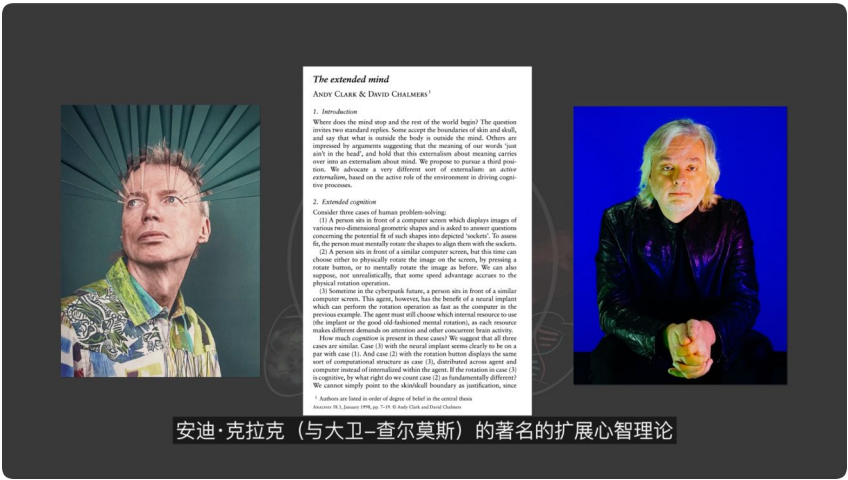 The extended mind
ANDY CLARK & DAVID CHALMERS¹
1. Introduction
Where does the mind stop and the rest of the world begin? The question
invites two standard replies. Some accept the boundaries of skin and skull,
and say that what is outside the body is outside the mind. Others are
impressed by arguments suggesting that the meaning of our words 'just
ain't in the head', and hold that this externalism about meaning carries
over into an externalism about mind. We propose to pursue a third posi-
tion. We advocate a very different sort of externalism: an active
externalism, based on the active role of the environment in driving cogni-
tive processes.
2. Extended cognition
Consider three cases of human problem-solving:
(1) A person sits in front of a computer screen which displays images of
various two-dimensional geometric shapes and is asked to answer questions
concerning the potential fit of such shapes into depicted 'sockets'. To assess
fit, the person must mentally rotate the shapes to align them with the sockets.
(2) A person sits in front of a similar computer screen, but this time can
choose either to physically rotate the image on the screen, by pressing a
rotate button, or to mentally rotate the image as before. We can also
suppose, not unrealistically, that some speed advantage accrues to the
physical rotation operation.
(3) Sometime in the cyberpunk future, a person sits in front of a similar
computer screen. This agent, however, has the benefit of a neural implant
which can perform the rotation operation as fast as the computer in the
previous example. The agent must still choose which internal resource to use
(the implant or the good old-fashioned mental rotation), as each resource
makes different demands on attention and other concurrent brain activity.
How much cognition is present in these cases? We suggest that all three
cases are similar. Case (3) with the neural implant seems clearly to be on a
par with case (1). And case (2) with the rotation button displays the same
sort of computational structure as case (3), distributed across agent and
computer instead of internalized within the agent. If the rotation in case (3)
is cognitive, by what right do we count case (2) as fundamentally different?
We cannot simply point to the skin/skull boundary as justification, since
¹ Authors are listed in order of degree of belief in the central thesis
ANALYSIS 58.1, January 1998, pp. 7–19. © Andy Clark and David Chalmers
安迪·克拉克（与大卫–查尔莫斯）的著名的扩展心智理论